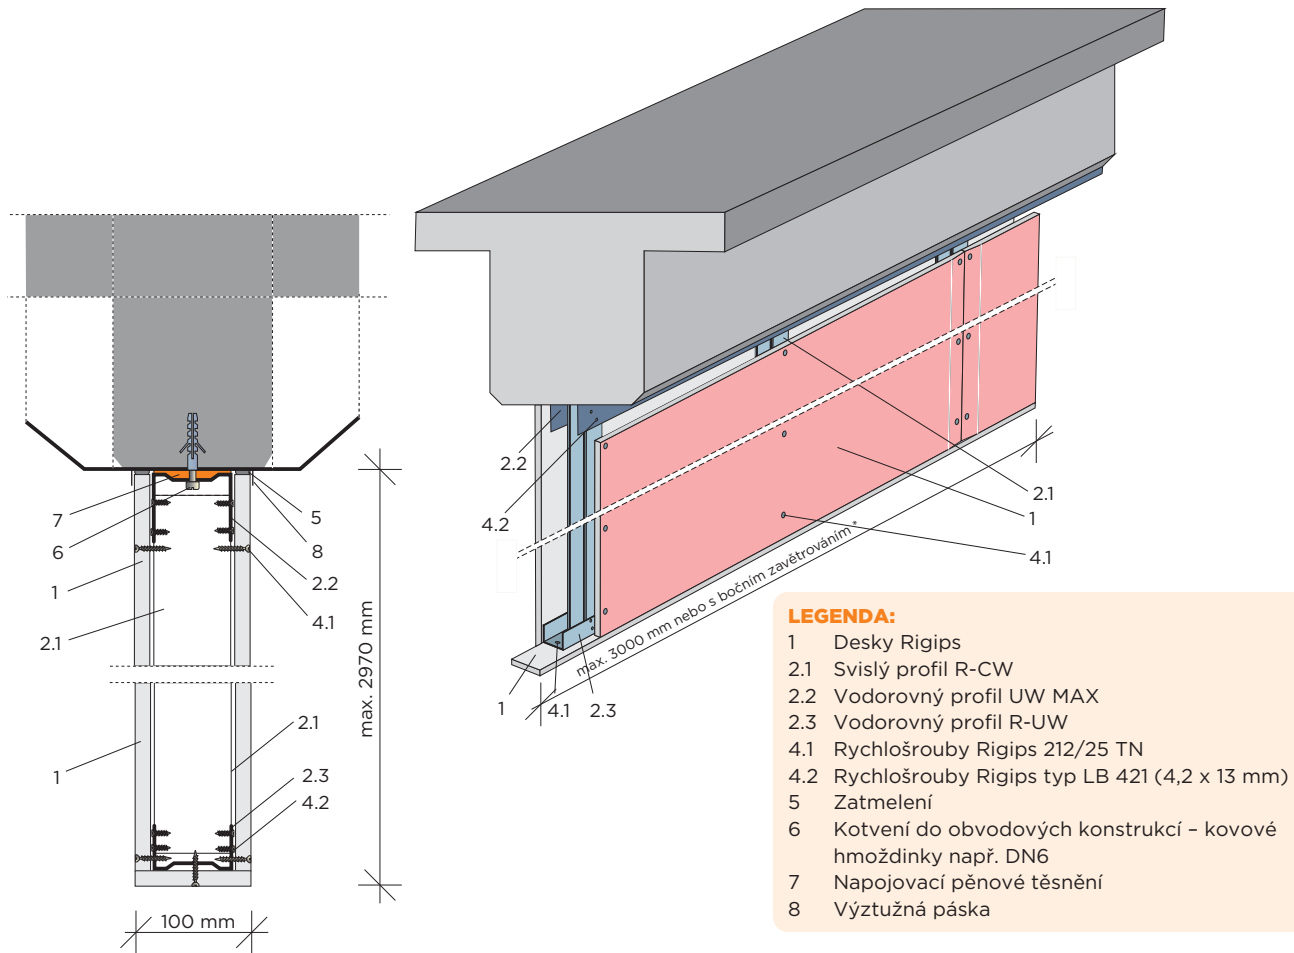 7
6
1
2.1
1
5
8
2.2
4.1
2.1
2.3
4.2
max. 2970 mm
100 mm
2.2
4.2
2.1
1
4.1
max. 3000 mm nebo s bočním zavětrováním *
1
4.1
2.3
LEGENDA:
1 Desky Rigips
2.1 Svislý profil R-CW
2.2 Vodorovný profil UW MAX
2.3 Vodorovný profil R-UW
4.1 Rychlošrouby Rigips 212/25 TN
4.2 Rychlošrouby Rigips typ LB 421 (4,2 x 13 mm)
5 Zatmelení
6 Kotvení do obvodových konstrukcí – kovové
hmoždinky např. DN6
7 Napojovací pěnové těsnění
8 Výztužná páska